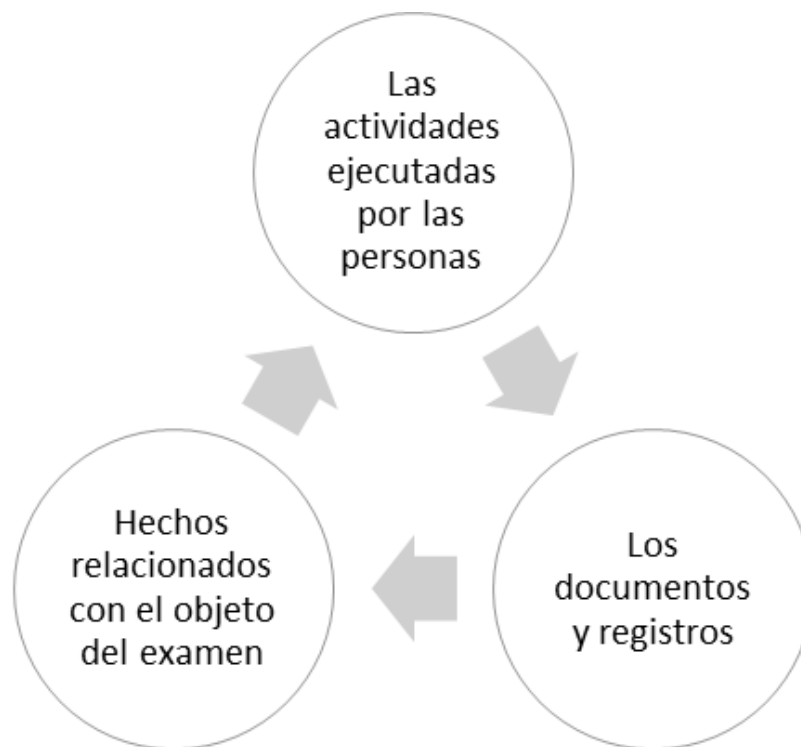 Las
actividades
ejecutadas
por las
personas
Hechos
relacionados
con el objeto
del examen
Los
documentos
y registros